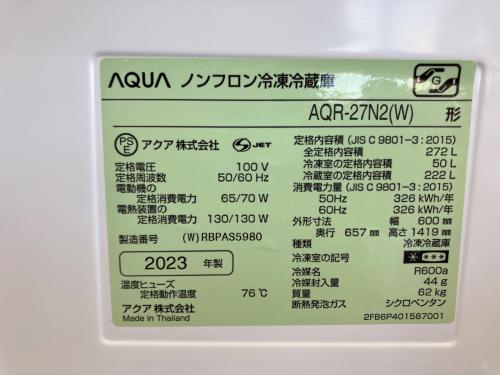 AQUA ノンフロン冷凍冷蔵庫
G
AQR-27N2(W) 形
PS E アクア株式会社 S JET
定格電圧 100 V
定格周波数 50/60 Hz
電動機の
定格消費電力 65/70 W
電熱装置の
定格消費電力 130/130 W
製造番号 (W)RBPAS5980
2023 年製
温度ヒューズ
定格動作温度 76℃
アクア株式会社
Made in Thailand
定格内容積 (JIS C 9801-3:2015)
全定格内容積 272 L
冷凍室の定格内容積 50 L
冷蔵室の定格内容積 222 L
消費電力量 (JIS C 9801-3:2015)
50Hz 326 kWh/年
60Hz 326 kWh/年
外形寸法 幅 600 mm
奥行 657 mm 高さ 1419 mm
種類 冷凍冷蔵庫
冷凍室の記号 * ***
冷媒名 R600a
冷媒封入量 44 g
質量 62 kg
断熱発泡ガス シクロペンタン
2FB6P401587001